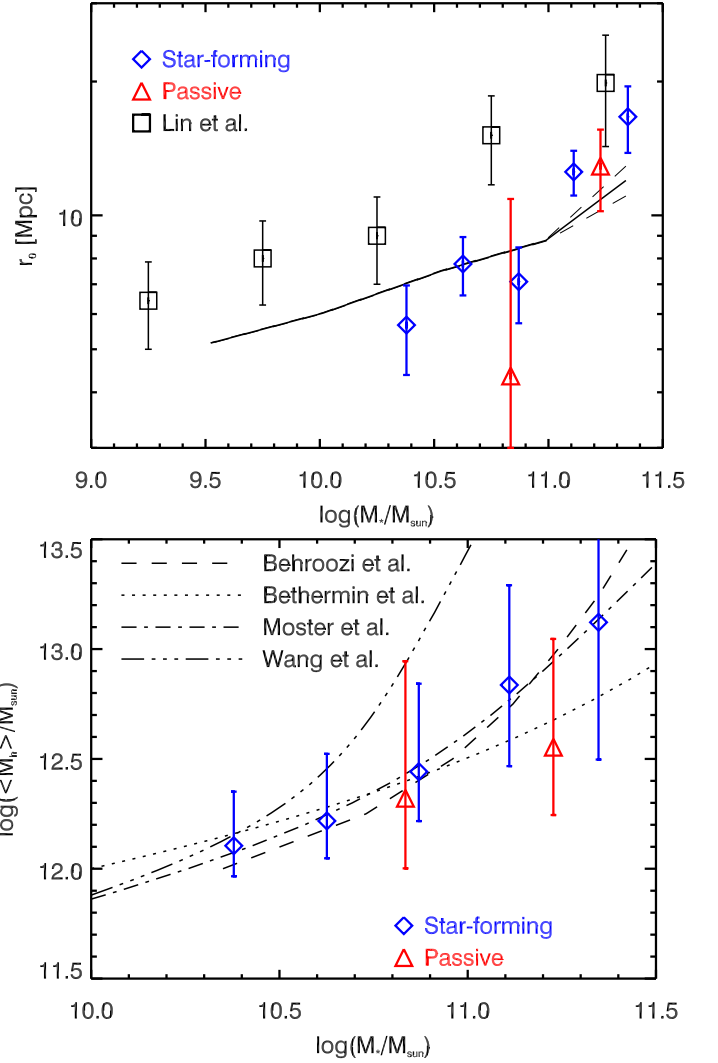 Star-forming
Passive
Lin et al.
10
r₀ [Mpc]
9.0 9.5 10.0 10.5 11.0 11.5
log(M*/Msun)
13.5
13.0
12.5
12.0
11.5
log(<Mh>/Msun)
Behroozi et al.
Bethermin et al.
Moster et al.
Wang et al.
Star-forming
Passive
10.0 10.5 11.0 11.5
log(M*/Msun)